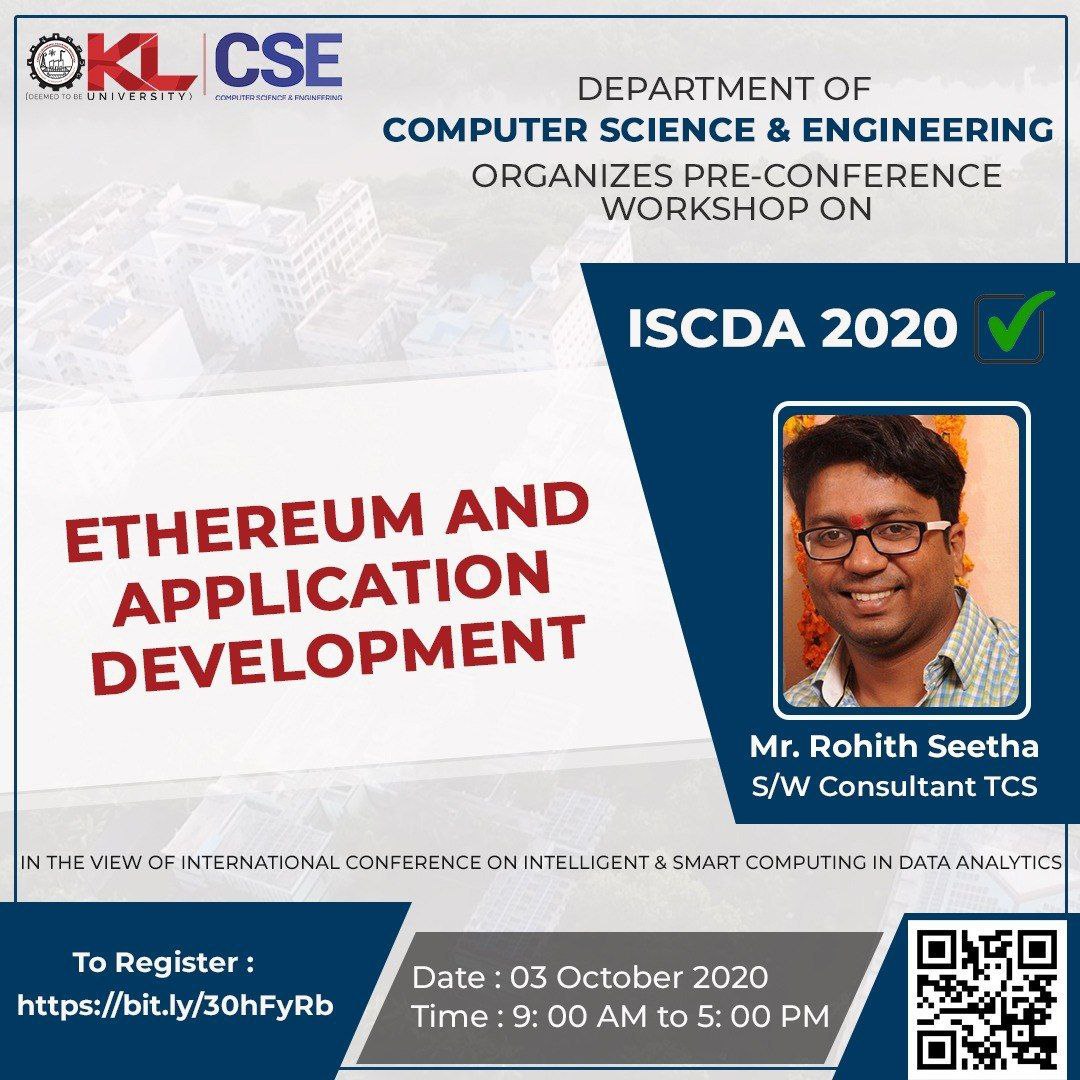 KL | CSE
(DEEMED TO BE UNIVERSITY) COMPUTER SCIENCE & ENGINEERING
DEPARTMENT OF
COMPUTER SCIENCE & ENGINEERING
ORGANIZES PRE-CONFERENCE
WORKSHOP ON
ISCDA 2020
ETHEREUM AND
APPLICATION
DEVELOPMENT
Mr. Rohith Seetha
S/W Consultant TCS
IN THE VIEW OF INTERNATIONAL CONFERENCE ON INTELLIGENT & SMART COMPUTING IN DATA ANALYTICS
To Register :
https://bit.ly/30hFyRb
Date : 03 October 2020
Time : 9: 00 AM to 5: 00 PM